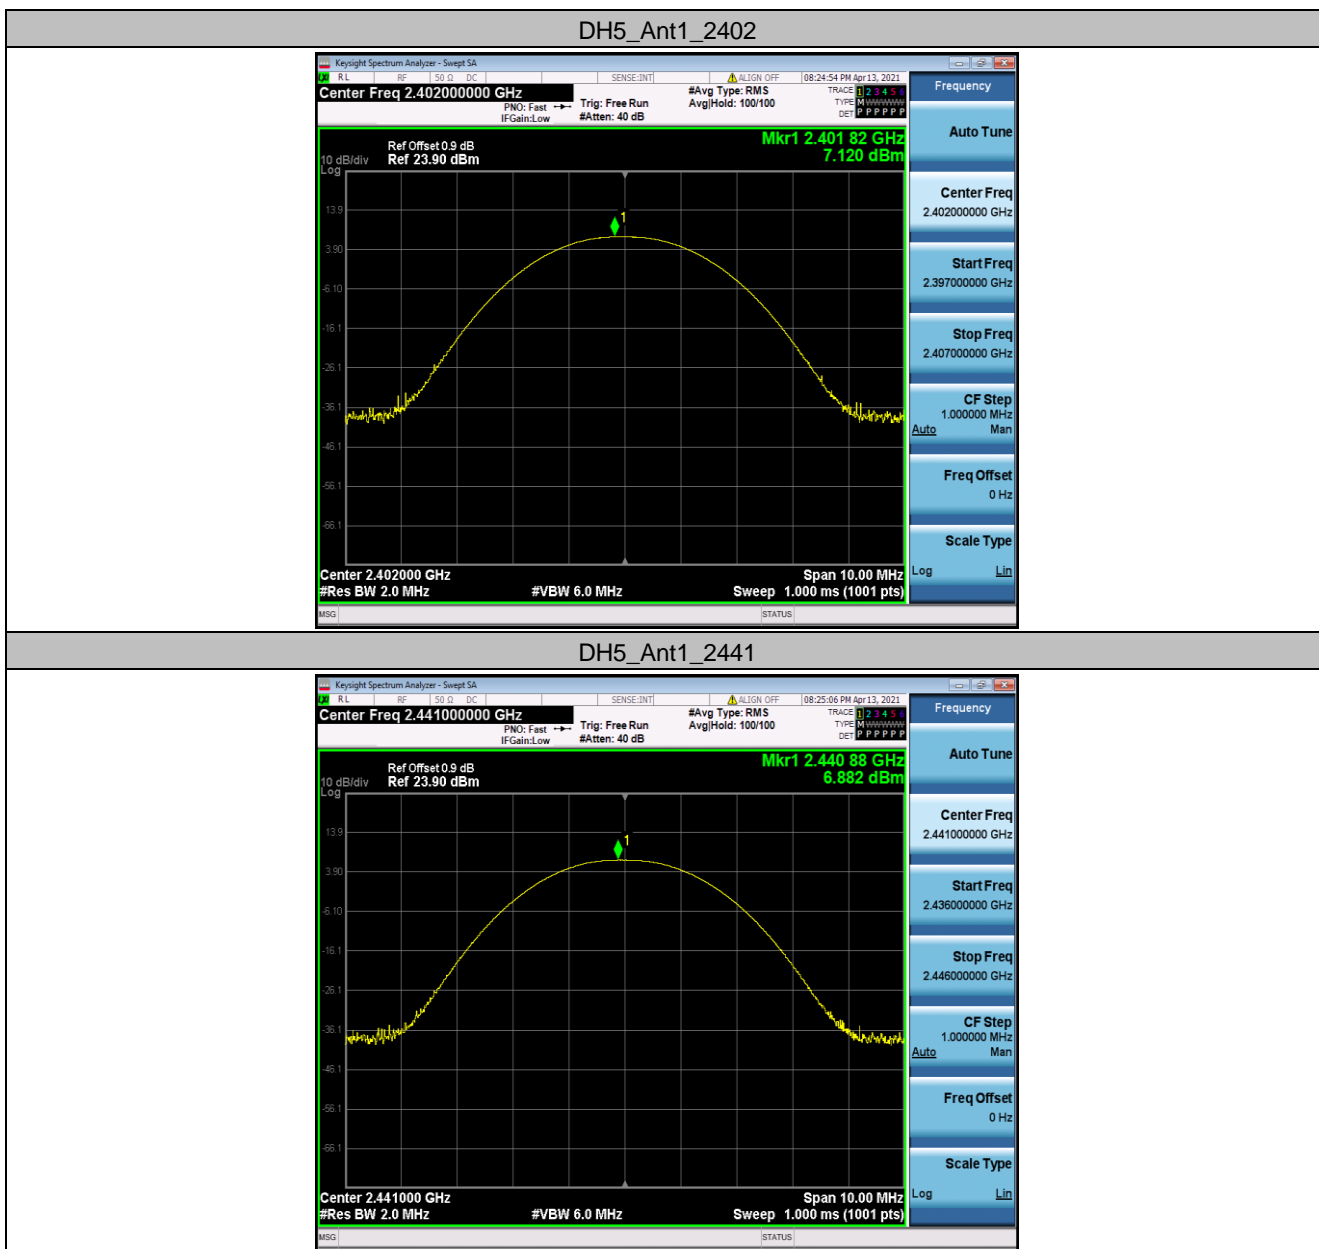 DH5_Ant1_2402
Keysight Spectrum Analyzer - Swept SA
RL RF 50 Ω DC SENSE:INT ALIGN OFF 08:24:54 PM Apr 13, 2021
Center Freq 2.402000000 GHz
PNO: Fast
IFGain:Low
Trig: Free Run
#Atten: 40 dB
#Avg Type: RMS
Avg|Hold: 100/100
TRACE 1 2 3 4 5 6
TYPE M W W W W W
DET P P P P P P
Frequency
Auto Tune
Center Freq
2.402000000 GHz
Start Freq
2.397000000 GHz
Stop Freq
2.407000000 GHz
CF Step
1.000000 MHz
Auto Man
Freq Offset
0 Hz
Scale Type
Log Lin
Mkr1 2.401 82 GHz
7.120 dBm
Ref Offset 0.9 dB
10 dB/div Ref 23.90 dBm
Log
13.9
1
3.90
-6.10
-16.1
-26.1
-36.1
-46.1
-56.1
-66.1
Center 2.402000 GHz Span 10.00 MHz
#Res BW 2.0 MHz #VBW 6.0 MHz Sweep 1.000 ms (1001 pts)
MSG STATUS
DH5_Ant1_2441
Keysight Spectrum Analyzer - Swept SA
RL RF 50 Ω DC SENSE:INT ALIGN OFF 08:25:06 PM Apr 13, 2021
Center Freq 2.441000000 GHz
PNO: Fast
IFGain:Low
Trig: Free Run
#Atten: 40 dB
#Avg Type: RMS
Avg|Hold: 100/100
TRACE 1 2 3 4 5 6
TYPE M W W W W W
DET P P P P P P
Frequency
Auto Tune
Center Freq
2.441000000 GHz
Start Freq
2.436000000 GHz
Stop Freq
2.446000000 GHz
CF Step
1.000000 MHz
Auto Man
Freq Offset
0 Hz
Scale Type
Log Lin
Mkr1 2.440 88 GHz
6.882 dBm
Ref Offset 0.9 dB
10 dB/div Ref 23.90 dBm
Log
13.9
1
3.90
-6.10
-16.1
-26.1
-36.1
-46.1
-56.1
-66.1
Center 2.441000 GHz Span 10.00 MHz
#Res BW 2.0 MHz #VBW 6.0 MHz Sweep 1.000 ms (1001 pts)
MSG STATUS